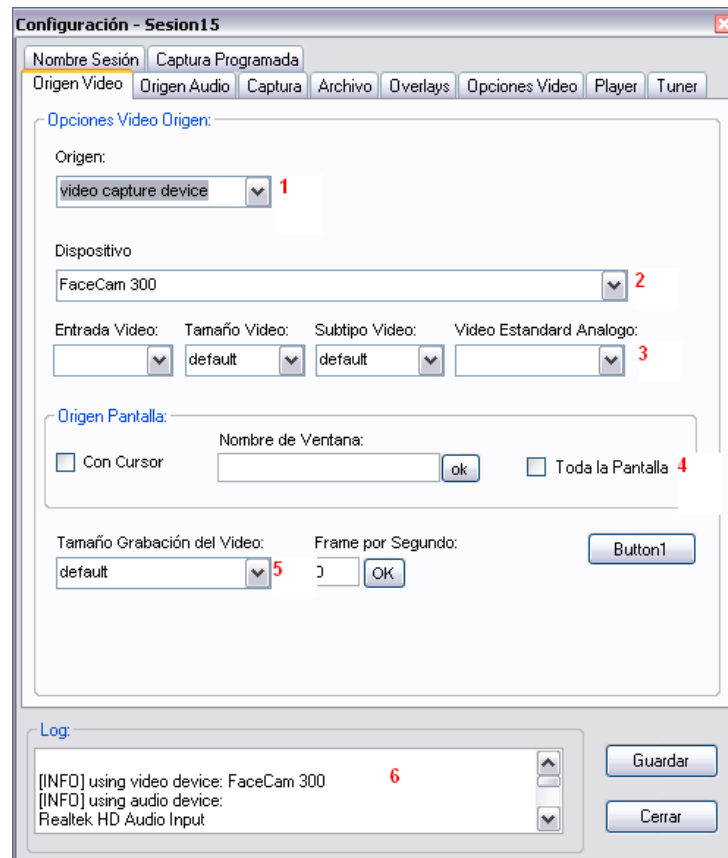 Configuración - Sesion15
Nombre Sesión Captura Programada
Origen Video Origen Audio Captura Archivo Overlays Opciones Video Player Tuner
Opciones Video Origen:
Origen:
video capture device 1
Dispositivo
FaceCam 300 2
Entrada Video: Tamaño Video: Subtipo Video: Video Estandard Analogo:
default default 3
Origen Pantalla:
Nombre de Ventana:
Con Cursor ok Toda la Pantalla 4
Tamaño Grabación del Video: Frame por Segundo:
default 5 OK Button1
Log:
[INFO] using video device: FaceCam 300 6
[INFO] using audio device:
Realtek HD Audio Input
Guardar
Cerrar